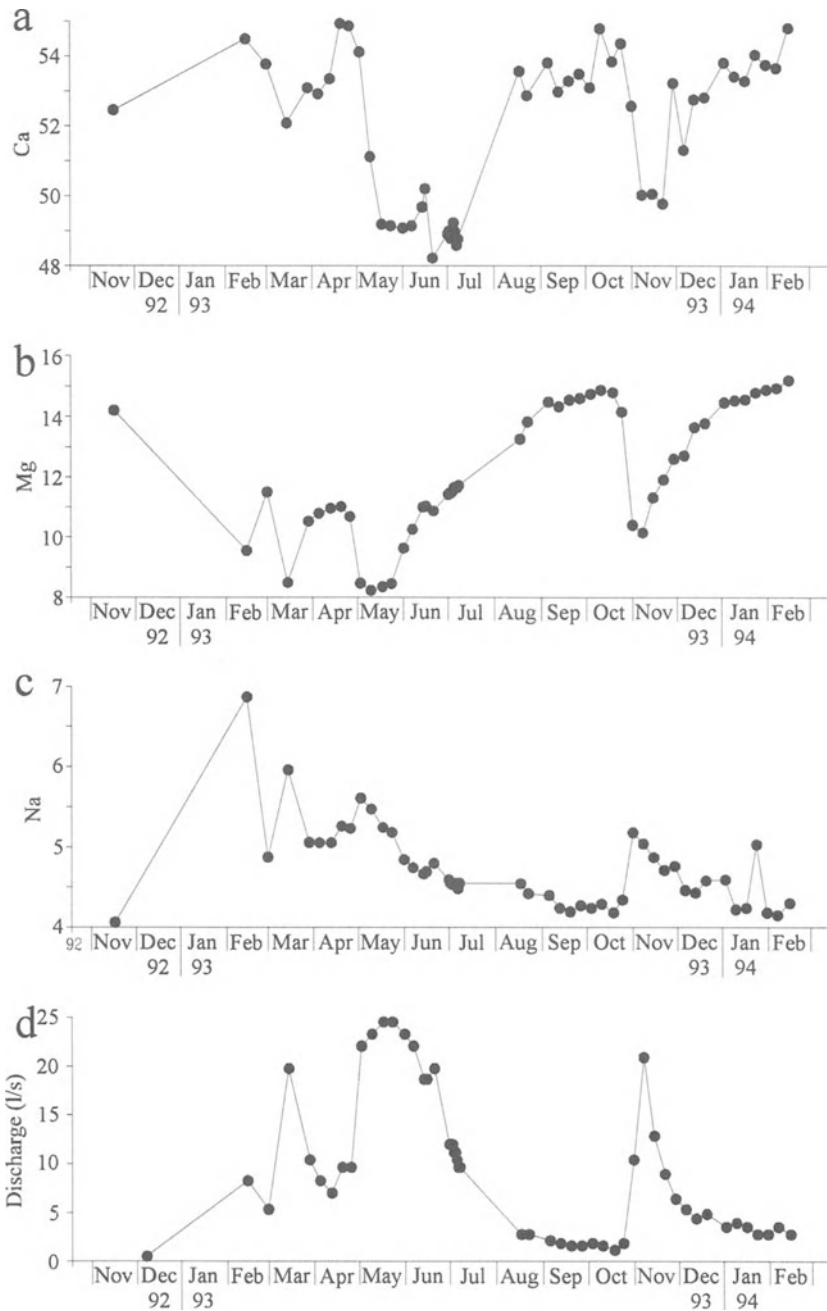 a
54
52
50
48
Ca
Nov Dec Jan Feb Mar Apr May Jun Jul Aug Sep Oct Nov Dec Jan Feb
92 93 93 94
b
16
14
12
10
8
Mg
Nov Dec Jan Feb Mar Apr May Jun Jul Aug Sep Oct Nov Dec Jan Feb
92 93 93 94
c
7
6
5
4
Na
92 Nov Dec Jan Feb Mar Apr May Jun Jul Aug Sep Oct Nov Dec Jan Feb
92 93 93 94
d
25
20
15
10
5
0
Discharge (l/s)
Nov Dec Jan Feb Mar Apr May Jun Jul Aug Sep Oct Nov Dec Jan Feb
92 93 93 94